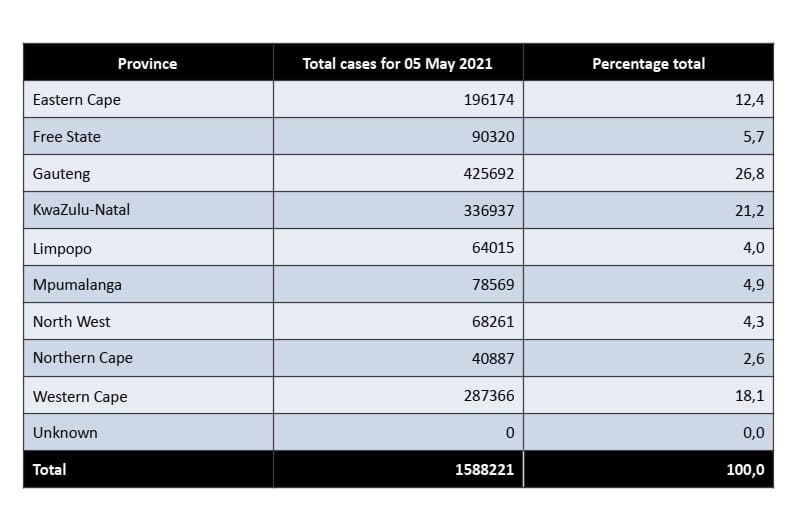 Province Total cases for 05 May 2021 Percentage total
Eastern Cape 196174 12,4
Free State 90320 5,7
Gauteng 425692 26,8
KwaZulu-Natal 336937 21,2
Limpopo 64015 4,0
Mpumalanga 78569 4,9
North West 68261 4,3
Northern Cape 40887 2,6
Western Cape 287366 18,1
Unknown 0 0,0
Total 1588221 100,0